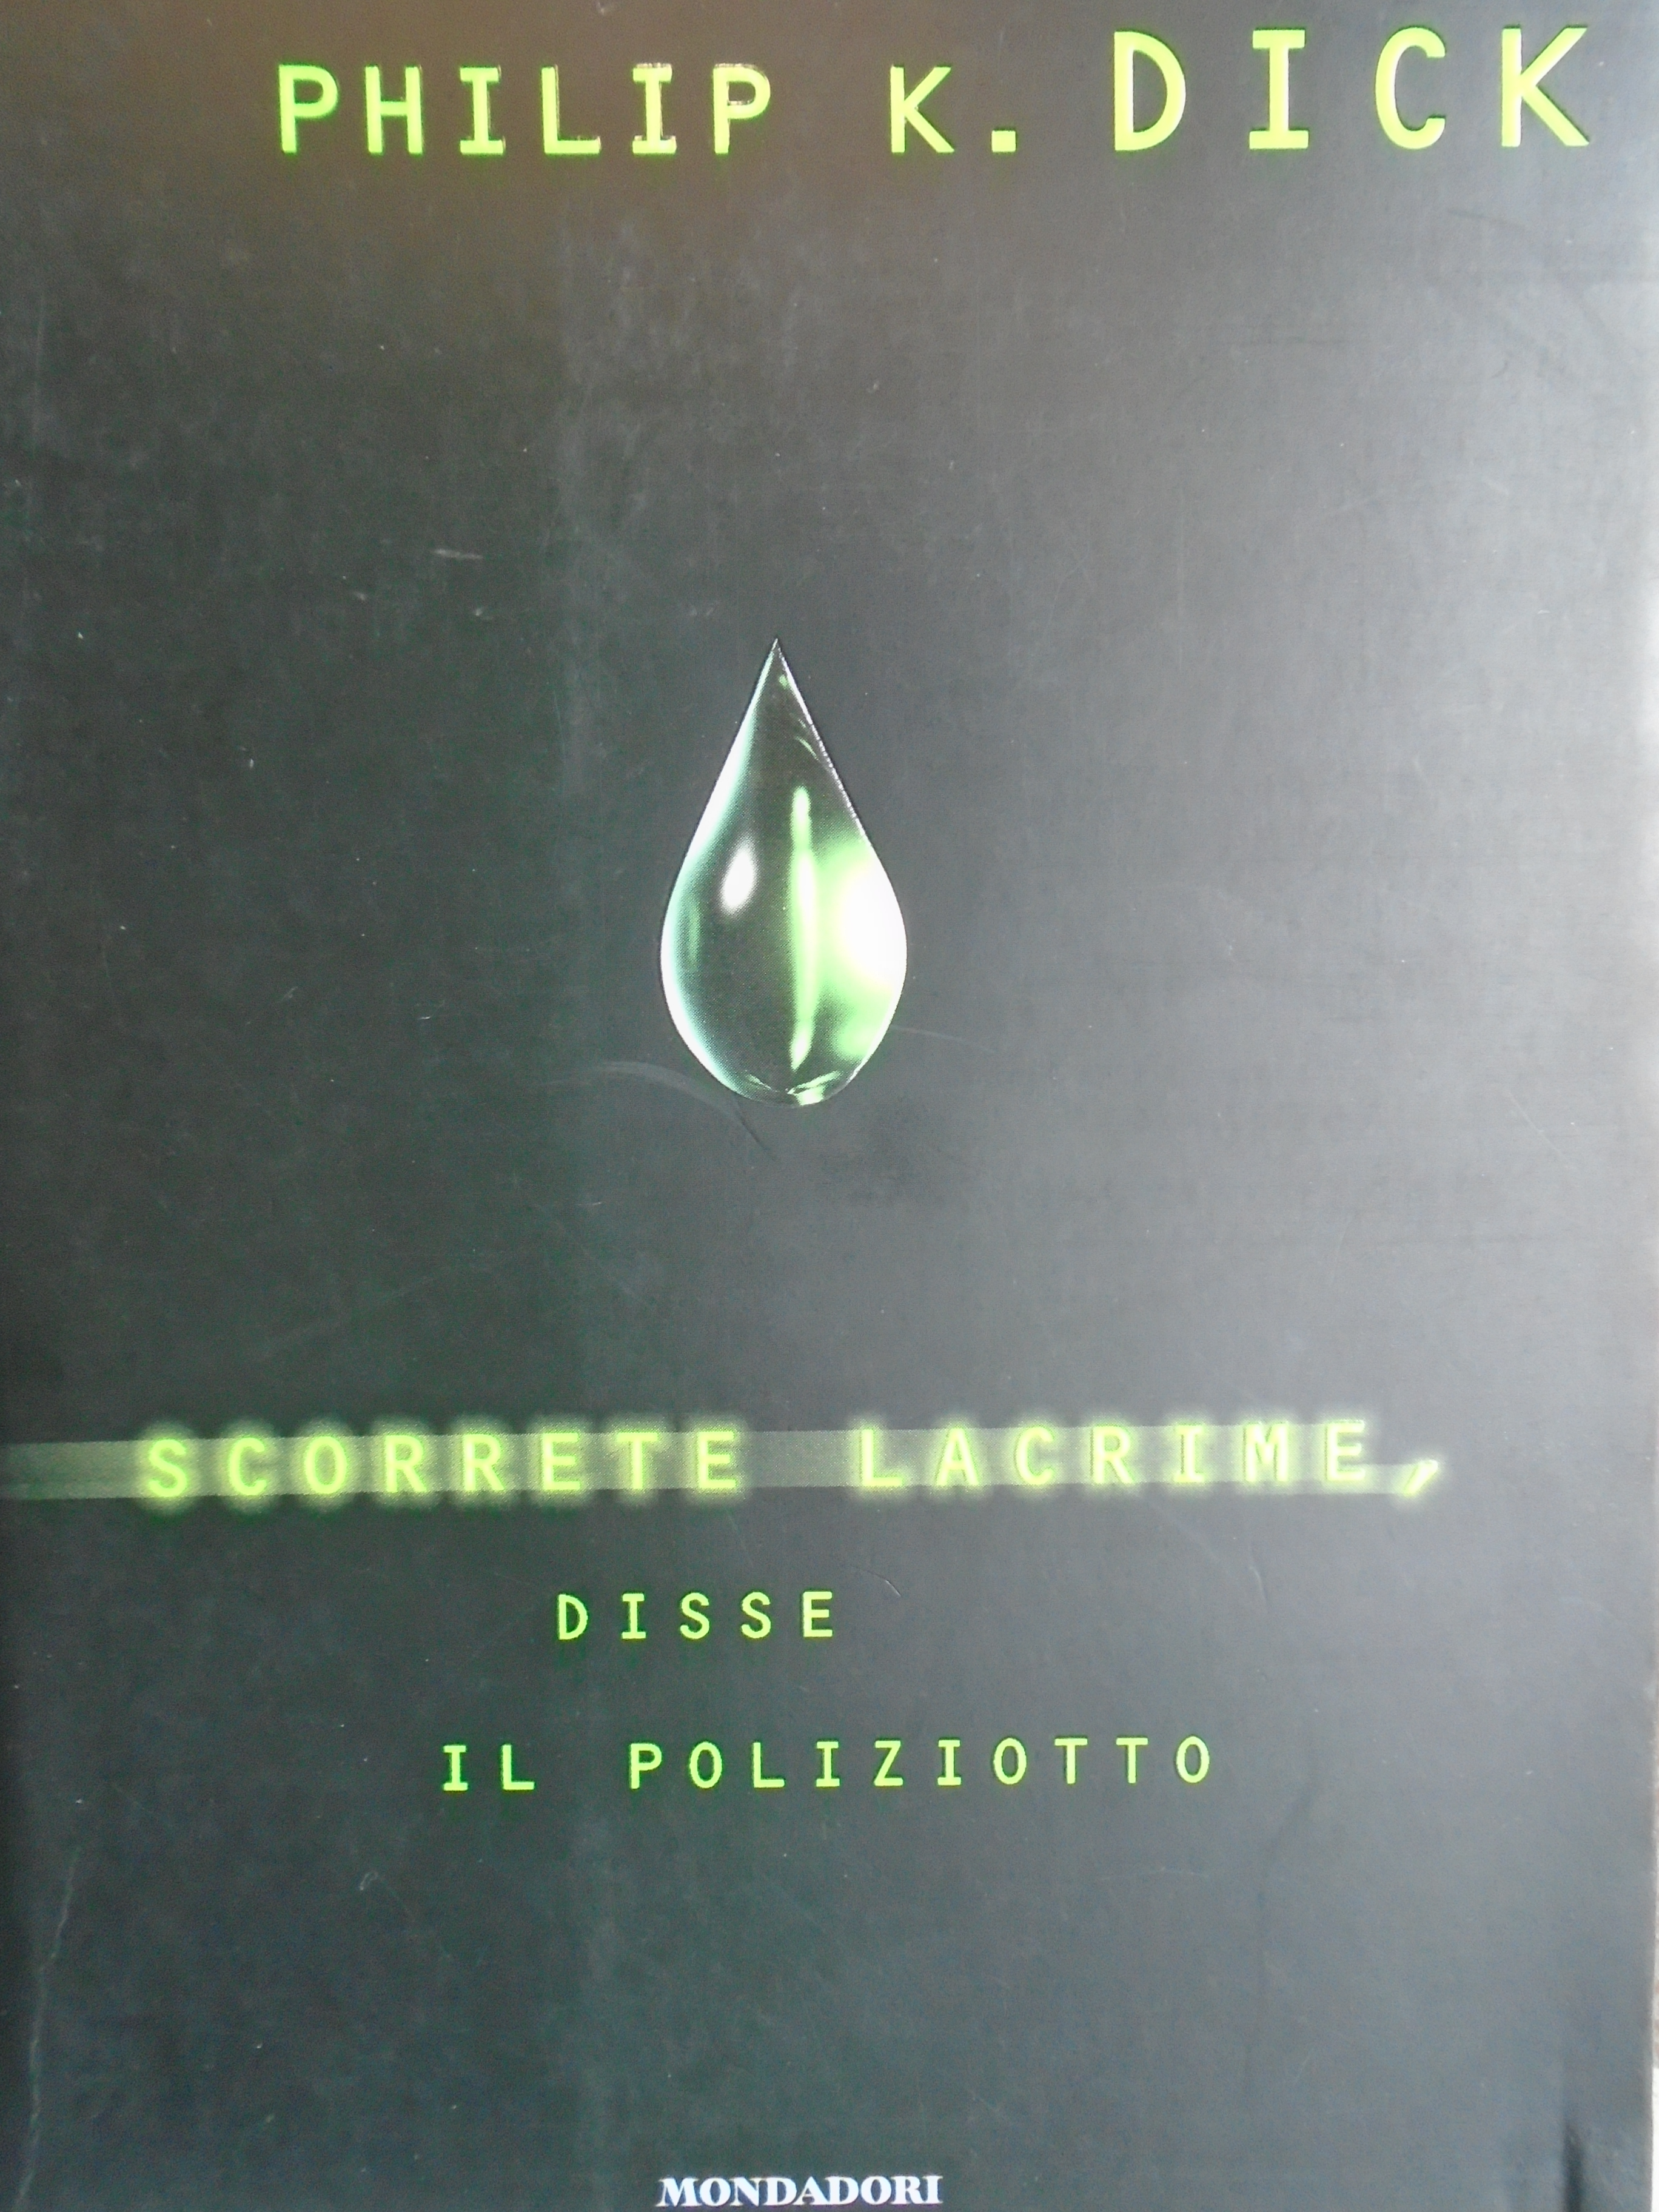 PHILIP K. DICK
SCORRETE LACRIME,
DISSE
IL POLIZIOTTO
MONDADORI